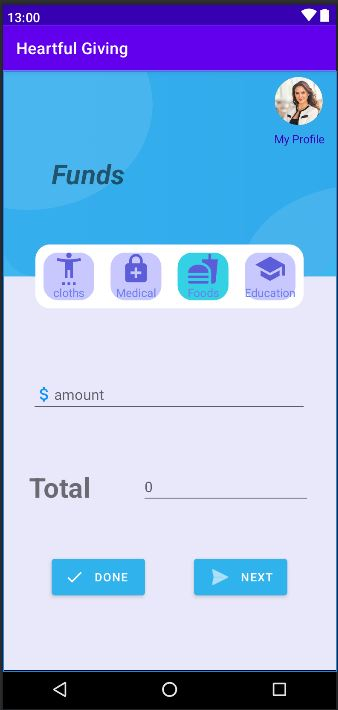 13:00
Heartful Giving
My Profile
Funds
cloths Medical Foods Education
$ amount
Total 0
DONE NEXT